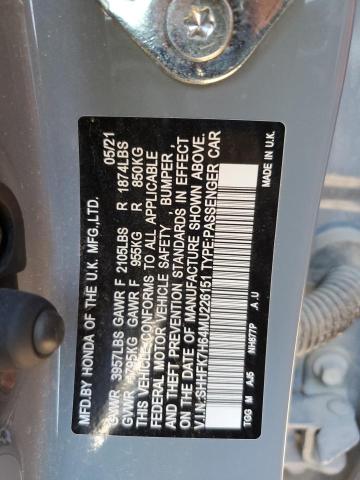 MFD.BY HONDA OF THE U.K. MFG.,LTD. 05/21
GVWR 3957LBS GAWR F 2105LBS R 1874LBS
GVWR 1795KG GAWR F 955KG R 850KG
THIS VEHICLE CONFORMS TO ALL APPLICABLE
FEDERAL MOTOR VEHICLE SAFETY , BUMPER ,
AND THEFT PREVENTION STANDARDS IN EFFECT
ON THE DATE OF MANUFACTURE SHOWN ABOVE.
V.I.N.:SHHFK7H64MU226151 TYPE:PASSENGER CAR
TGG M AJ5 NH877P A .U MADE IN U.K.